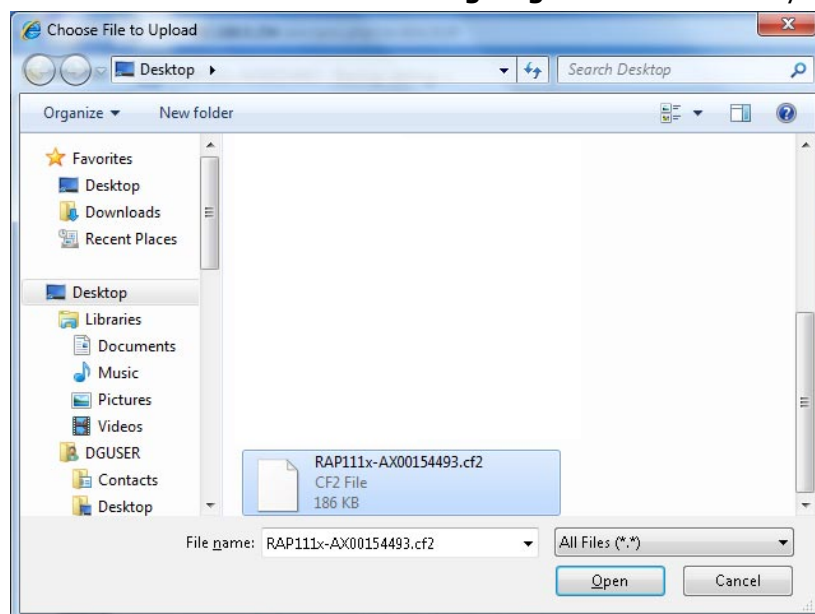 Choose File to Upload
Desktop
Search Desktop
Organize
New folder
Favorites
Desktop
Downloads
Recent Places
Desktop
Libraries
Documents
Music
Pictures
Videos
DGUSER
Contacts
Desktop
RAP111x-AX00154493.cf2
CF2 File
186 KB
File name: RAP111x-AX00154493.cf2
All Files (*.*)
Open
Cancel